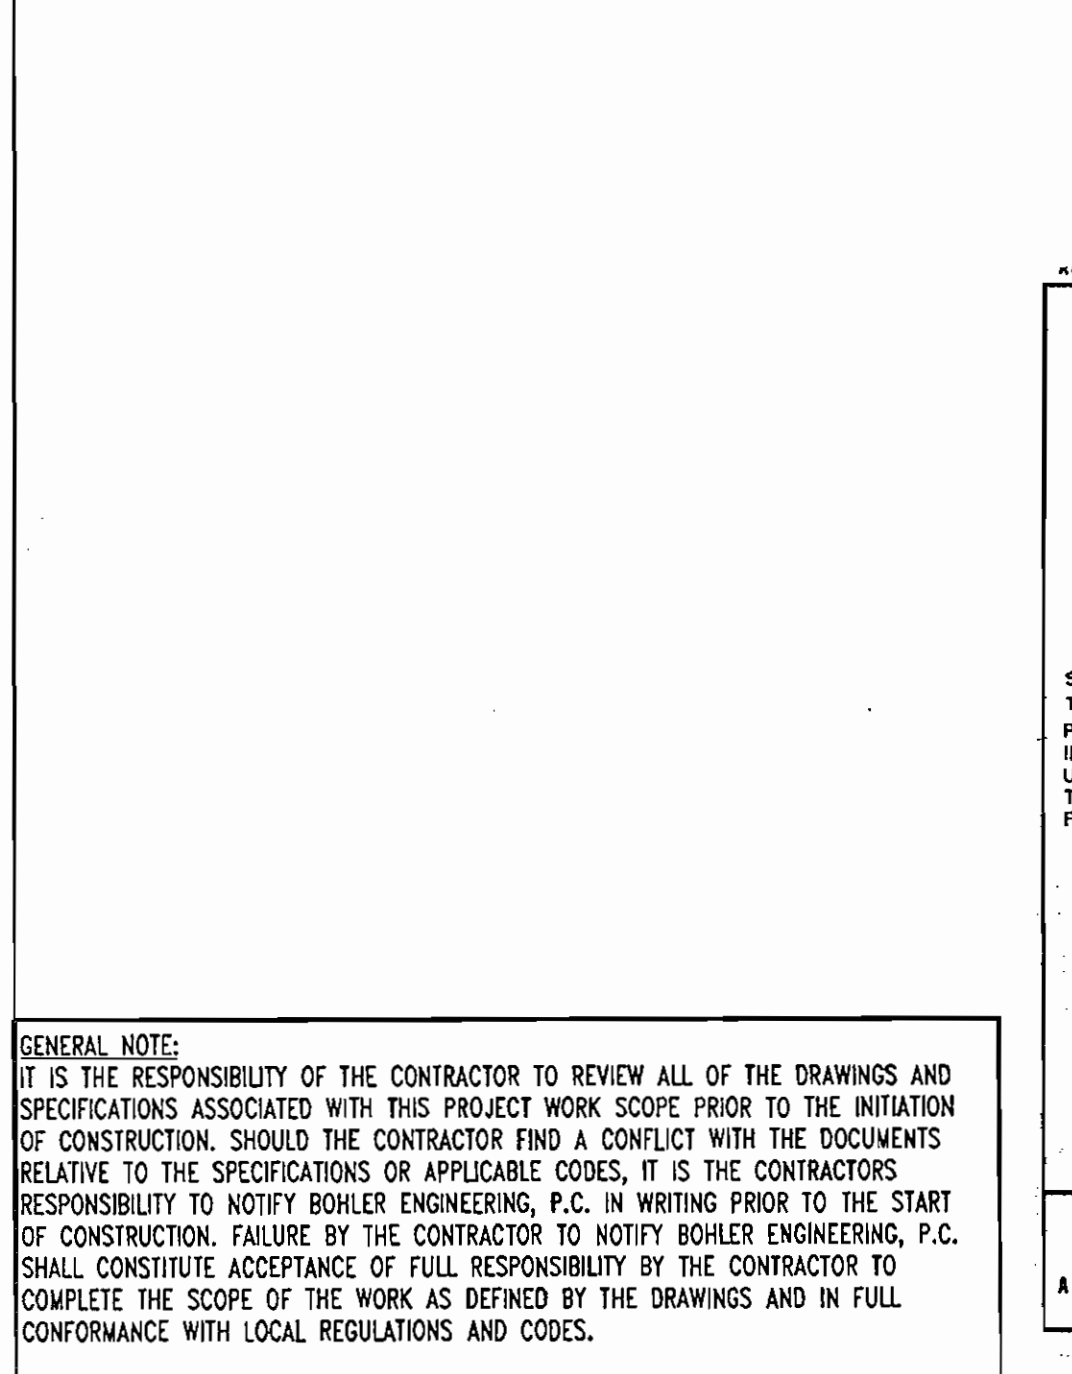 GENERAL NOTE:
IT IS THE RESPONSIBILITY OF THE CONTRACTOR TO REVIEW ALL OF THE DRAWINGS AND
SPECIFICATIONS ASSOCIATED WITH THIS PROJECT WORK SCOPE PRIOR TO THE INITIATION
OF CONSTRUCTION. SHOULD THE CONTRACTOR FIND A CONFLICT WITH THE DOCUMENTS
RELATIVE TO THE SPECIFICATIONS OR APPLICABLE CODES, IT IS THE CONTRACTORS
RESPONSIBILITY TO NOTIFY BOHLER ENGINEERING, P.C. IN WRITING PRIOR TO THE START
OF CONSTRUCTION. FAILURE BY THE CONTRACTOR TO NOTIFY BOHLER ENGINEERING, P.C.
SHALL CONSTITUTE ACCEPTANCE OF FULL RESPONSIBILITY BY THE CONTRACTOR TO
COMPLETE THE SCOPE OF THE WORK AS DEFINED BY THE DRAWINGS AND IN FULL
CONFORMANCE WITH LOCAL REGULATIONS AND CODES.